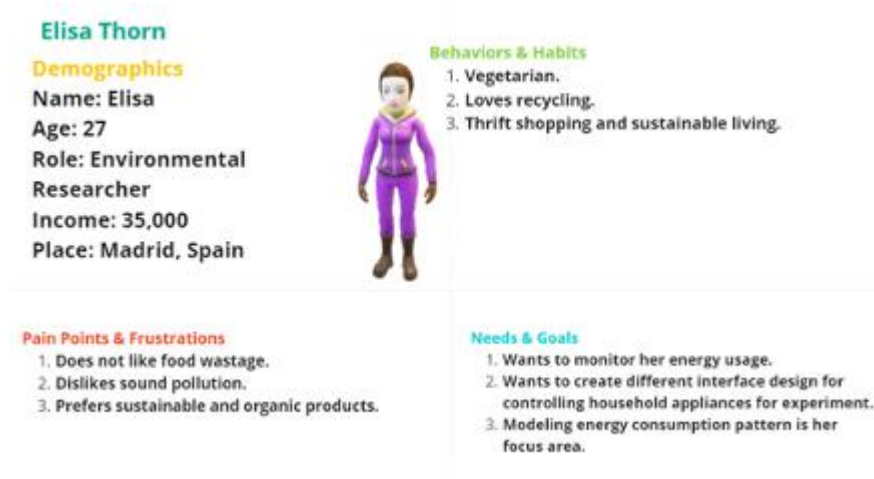 Elisa Thorn
Demographics
Name: Elisa
Age: 27
Role: Environmental
Researcher
Income: 35,000
Place: Madrid, Spain
Behaviors & Habits
1. Vegetarian.
2. Loves recycling.
3. Thrift shopping and sustainable living.
Pain Points & Frustrations
1. Does not like food wastage.
2. Dislikes sound pollution.
3. Prefers sustainable and organic products.
Needs & Goals
1. Wants to monitor her energy usage.
2. Wants to create different interface design for
controlling household appliances for experiment.
3. Modeling energy consumption pattern is her
focus area.